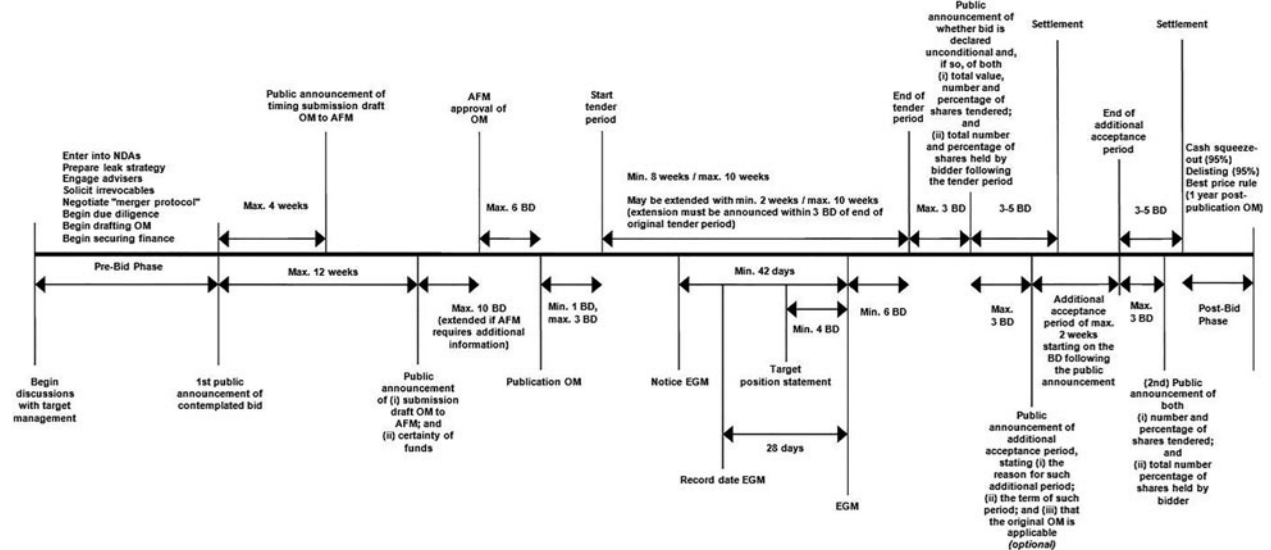 Enter into NDAs
Prepare leak strategy
Engage advisers
Solicit irrevocables
Negotiate "merger protocol"
Begin due diligence
Begin drafting OM
Begin securing finance
Public announcement of
timing submission draft
OM to AFM
Max. 4 weeks
AFM
approval of
OM
Max. 6 BD
Start
tender
period
Min. 8 weeks / max. 10 weeks
May be extended with min. 2 weeks / max. 10 weeks
(extension must be announced within 3 BD of end of
original tender period)
End of
tender
period
Max. 3 BD
Public
announcement of
whether bid is
declared
unconditional and,
if so, of both
(i) total value,
number and
percentage of
shares tendered;
and
(ii) total number
and percentage of
shares held by
bidder following
the tender period
Settlement
3-5 BD
End of
additional
acceptance
period
Settlement
3-5 BD
Cash squeeze-
out (95%)
Delisting (95%)
Best price rule
(1 year post-
publication OM)
Pre-Bid Phase
Begin
discussions
with target
management
1st public
announcement of
contemplated bid
Max. 12 weeks
Max. 10 BD
(extended if AFM
requires additional
information)
Public
announcement
of (i) submission
draft OM to
AFM; and
(ii) certainty of
funds
Min. 1 BD,
max. 3 BD
Publication OM
Min. 42 days
Notice EGM
Min. 4 BD
Target
position statement
28 days
Record date EGM
EGM
Min. 6 BD
Max.
3 BD
Public
announcement of
additional
acceptance period,
stating (i) the
reason for such
additional period;
(ii) the term of such
period; and (iii) that
the original OM is
applicable
(optional)
Additional
acceptance
period of max.
2 weeks
starting on the
BD following
the public
announcement
Max.
3 BD
(2nd) Public
announcement of
both
(i) number and
percentage of
shares tendered;
and
(ii) total number
percentage of
shares held by
bidder
Post-Bid
Phase